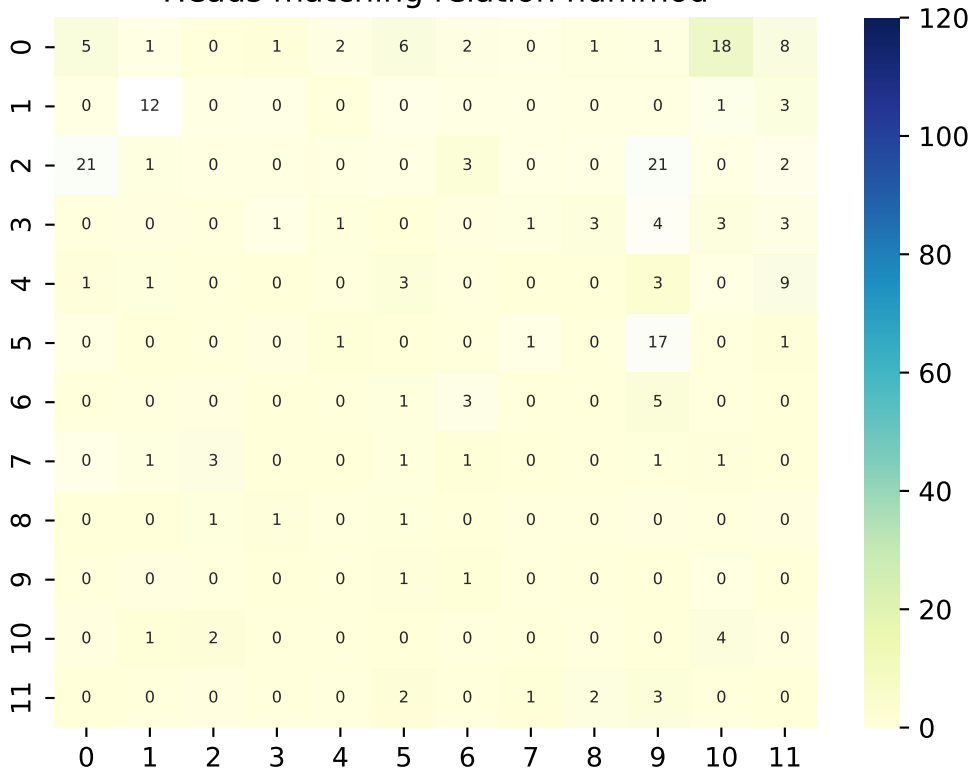 Heads matching relation nummod
0 5 1 0 1 2 6 2 0 1 1 18 8
1 0 12 0 0 0 0 0 0 0 0 1 3
2 21 1 0 0 0 0 3 0 0 21 0 2
3 0 0 0 1 1 0 0 1 3 4 3 3
4 1 1 0 0 0 3 0 0 0 3 0 9
5 0 0 0 0 1 0 0 1 0 17 0 1
6 0 0 0 0 0 1 3 0 0 5 0 0
7 0 1 3 0 0 1 1 0 0 1 1 0
8 0 0 1 1 0 1 0 0 0 0 0 0
9 0 0 0 0 0 1 1 0 0 0 0 0
10 0 1 2 0 0 0 0 0 0 0 4 0
11 0 0 0 0 0 2 0 1 2 3 0 0
0 1 2 3 4 5 6 7 8 9 10 11
120
100
80
60
40
20
0